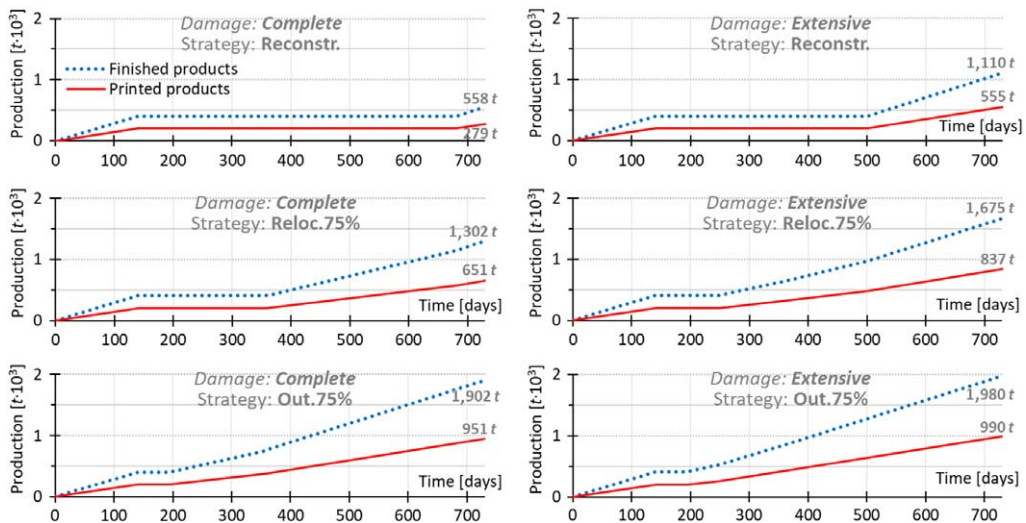 Production [t·10³]
2
1
0
Damage: Complete
Strategy: Reconstr.
Finished products
Printed products
558 t
279 t
0 100 200 300 400 500 600 700
Production [t·10³]
2
1
0
Damage: Extensive
Strategy: Reconstr.
1,110 t
555 t
Time [days]
0 100 200 300 400 500 600 700
Production [t·10³]
2
1
0
Damage: Complete
Strategy: Reloc.75%
1,302 t
651 t
Time [days]
0 100 200 300 400 500 600 700
Production [t·10³]
2
1
0
Damage: Extensive
Strategy: Reloc.75%
1,675 t
837 t
Time [days]
0 100 200 300 400 500 600 700
Production [t·10³]
2
1
0
Damage: Complete
Strategy: Out.75%
1,902 t
951 t
Time [days]
0 100 200 300 400 500 600 700
Production [t·10³]
2
1
0
Damage: Extensive
Strategy: Out.75%
1,980 t
990 t
Time [days]
0 100 200 300 400 500 600 700